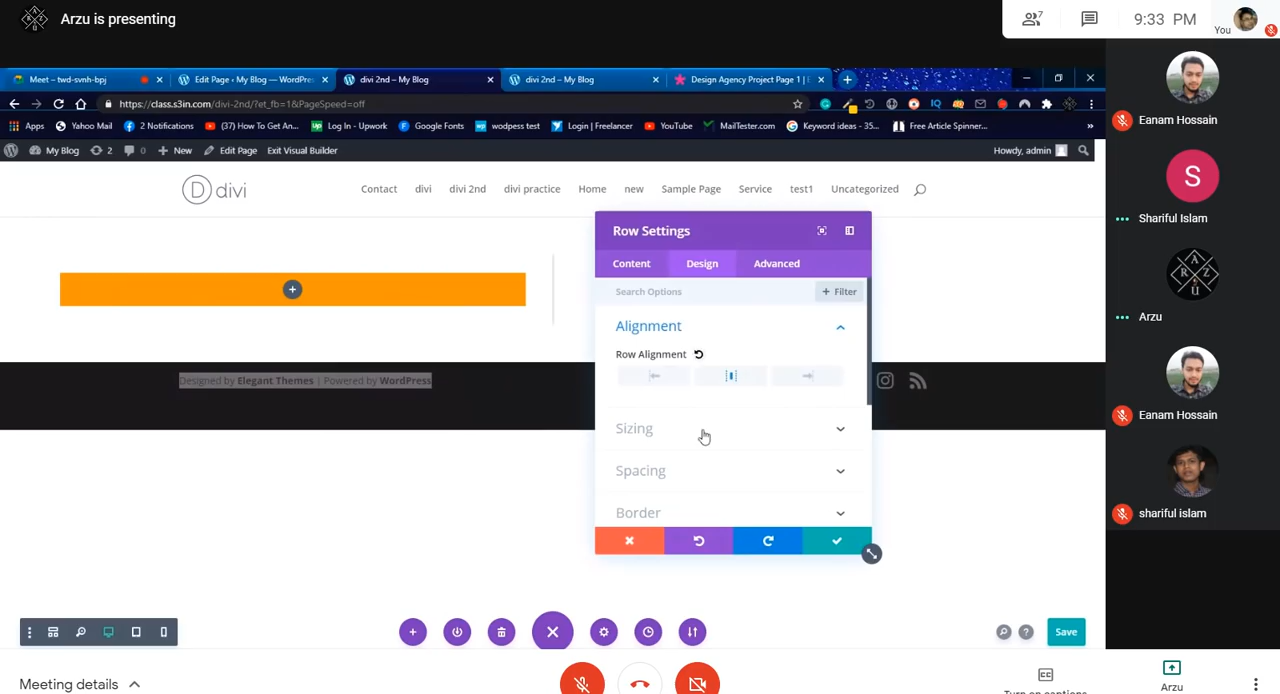 A
R Z
U
Arzu is presenting
7
9:33 PM
You
Meet – twd-svnh-bpj
Edit Page ‹ My Blog — WordPres
divi 2nd – My Blog
divi 2nd – My Blog
Design Agency Project Page 1 | E
https://class.s3in.com/divi-2nd/?et_fb=1&PageSpeed=off
Apps
Yahoo Mail
2 Notifications
(37) How To Get An...
Log In - Upwork
Google Fonts
wodpess test
Login | Freelancer
YouTube
MailTester.com
Keyword ideas - 35...
Free Article Spinner...
My Blog
2
0
New
Edit Page
Exit Visual Builder
Howdy, admin
D divi
Contact
divi
divi 2nd
divi practice
Home
new
Sample Page
Service
test1
Uncategorized
Row Settings
Content
Design
Advanced
Search Options
+ Filter
Alignment
Row Alignment
Sizing
Spacing
Border
Designed by Elegant Themes | Powered by WordPress
Save
Eanam Hossain
S
Shariful Islam
A
R Z
U
Arzu
Eanam Hossain
shariful islam
Meeting details
Turn on captions
Arzu